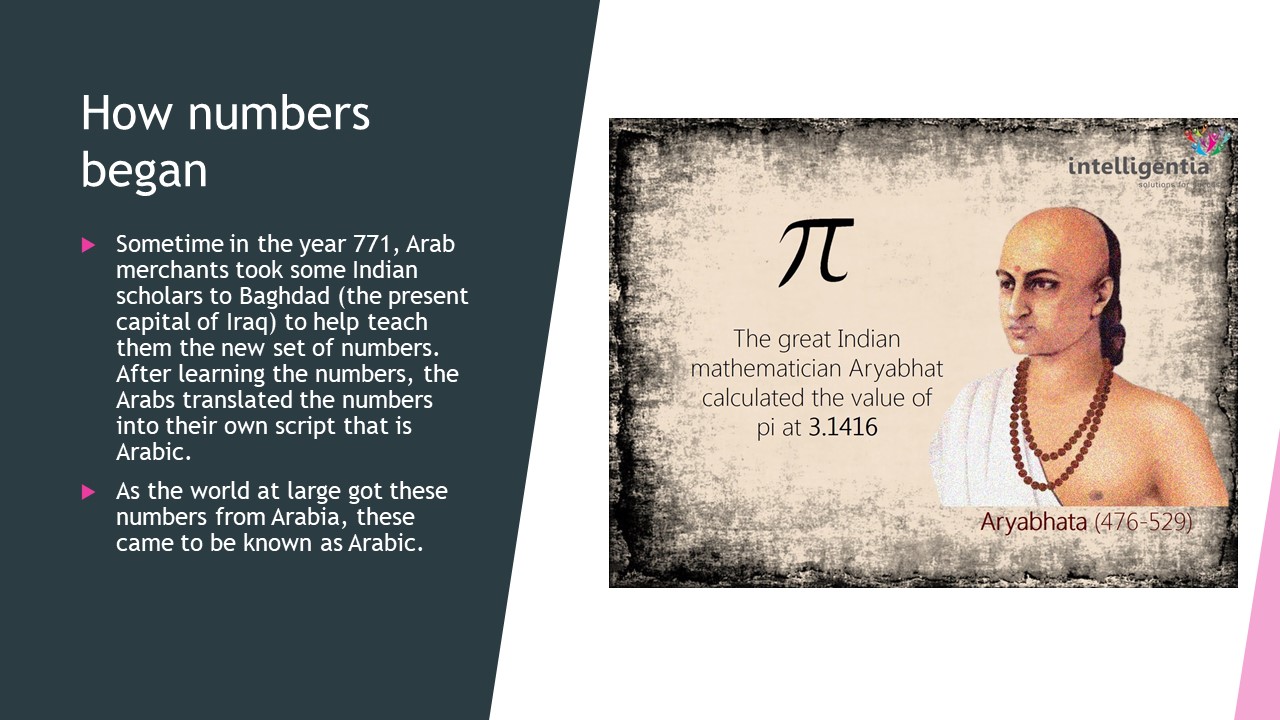 How numbers
began
Sometime in the year 771, Arab
merchants took some Indian
scholars to Baghdad (the present
capital of Iraq) to help teach
them the new set of numbers.
After learning the numbers, the
Arabs translated the numbers
into their own script that is
Arabic.
As the world at large got these
numbers from Arabia, these
came to be known as Arabic.
intelligentia
solutions for
π
The great Indian
mathematician Aryabhat
calculated the value of
pi at 3.1416
Aryabhata (476-529)